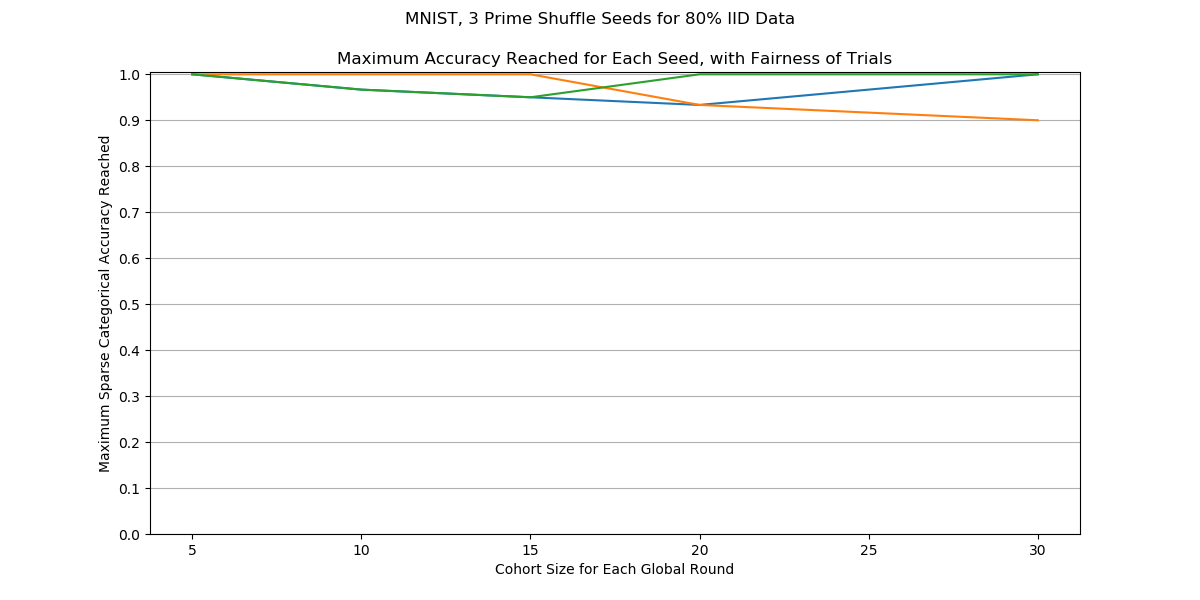 MNIST, 3 Prime Shuffle Seeds for 80% IID Data
Maximum Accuracy Reached for Each Seed, with Fairness of Trials
Maximum Sparse Categorical Accuracy Reached
1.0
0.9
0.8
0.7
0.6
0.5
0.4
0.3
0.2
0.1
0.0
5 10 15 20 25 30
Cohort Size for Each Global Round